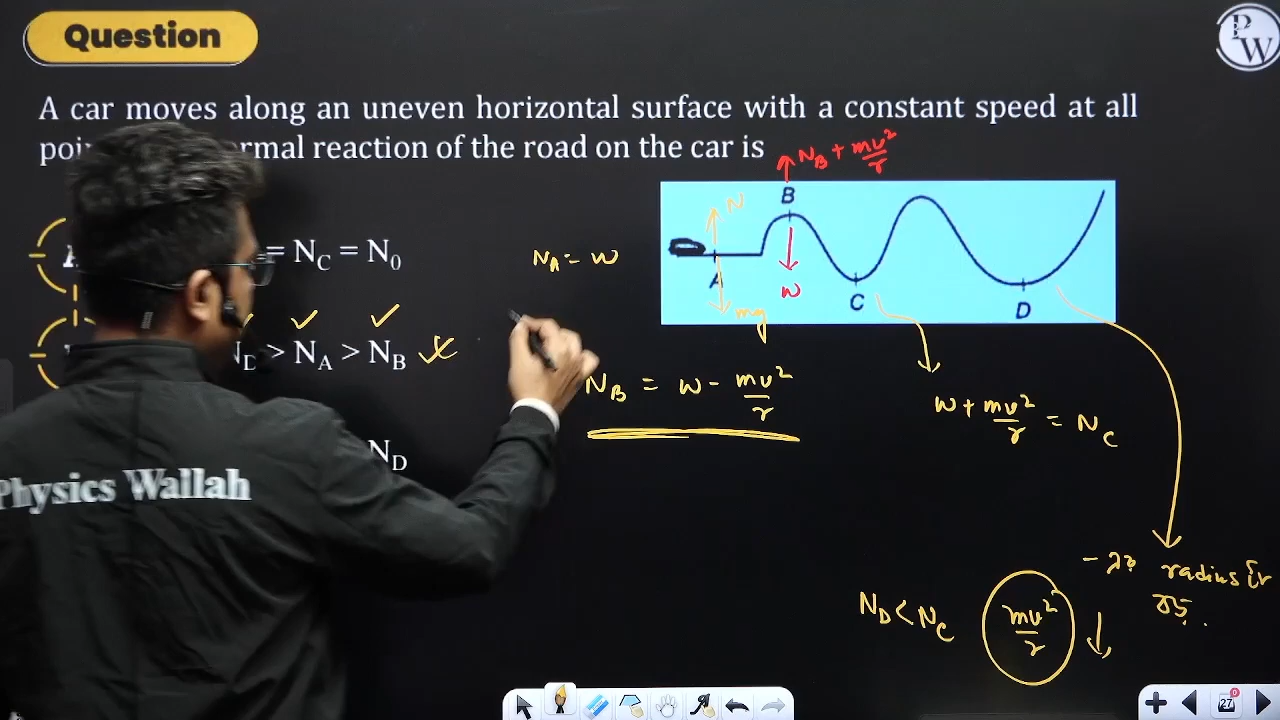 Question
PW
A car moves along an uneven horizontal surface with a constant speed at all
rmal reaction of the road on the car is
N_B + mv²/r
B
N
= N_C = N₀
N_A = W
A
W
C
D
mg
N_D > N_A > N_B
N_B = W - mv²/r
W + mv²/r = N_C
N_D
Physics Wallah
radius
N_D < N_C mv²/r
27